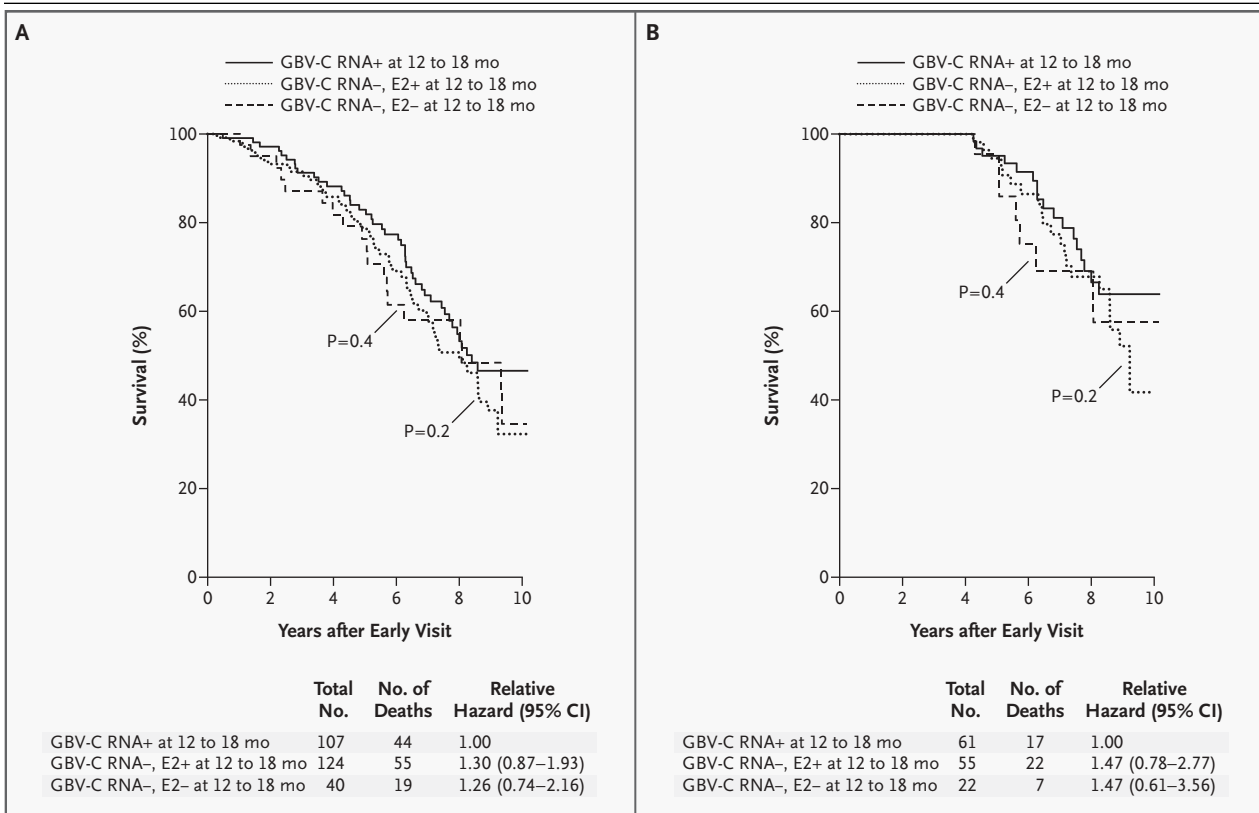 A
GBV-C RNA+ at 12 to 18 mo
GBV-C RNA–, E2+ at 12 to 18 mo
GBV-C RNA–, E2– at 12 to 18 mo
100
80
60
40
20
0
Survival (%)
P=0.4
P=0.2
0 2 4 6 8 10
Years after Early Visit
Total No. of Relative
No. Deaths Hazard (95% CI)
GBV-C RNA+ at 12 to 18 mo 107 44 1.00
GBV-C RNA–, E2+ at 12 to 18 mo 124 55 1.30 (0.87–1.93)
GBV-C RNA–, E2– at 12 to 18 mo 40 19 1.26 (0.74–2.16)
B
GBV-C RNA+ at 12 to 18 mo
GBV-C RNA–, E2+ at 12 to 18 mo
GBV-C RNA–, E2– at 12 to 18 mo
100
80
60
40
20
0
Survival (%)
P=0.4
P=0.2
0 2 4 6 8 10
Years after Early Visit
Total No. of Relative
No. Deaths Hazard (95% CI)
GBV-C RNA+ at 12 to 18 mo 61 17 1.00
GBV-C RNA–, E2+ at 12 to 18 mo 55 22 1.47 (0.78–2.77)
GBV-C RNA–, E2– at 12 to 18 mo 22 7 1.47 (0.61–3.56)